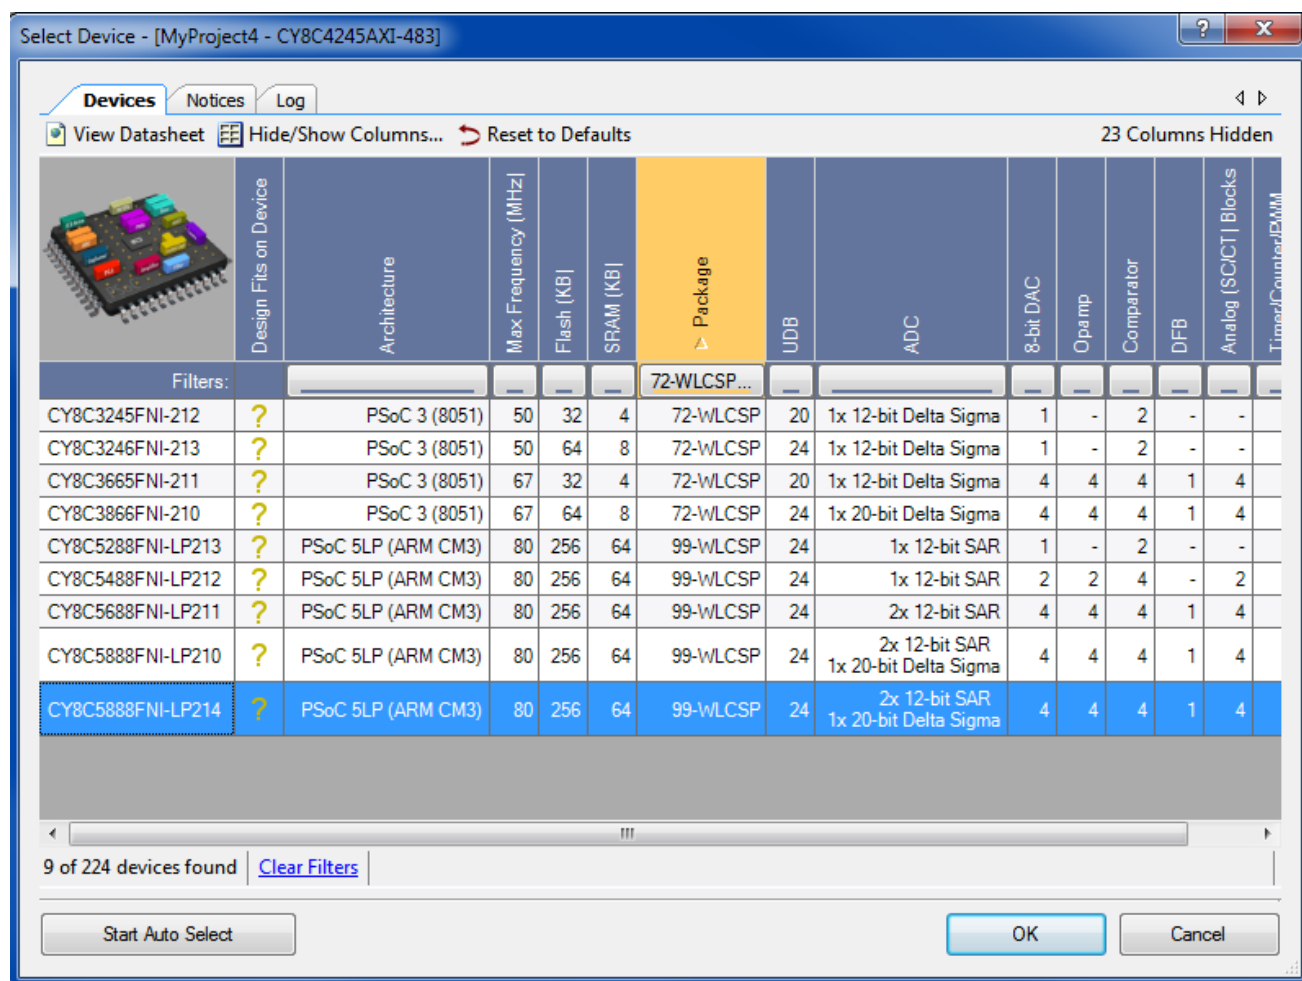 Select Device - [MyProject4 - CY8C4245AXI-483]
Devices Notices Log
View Datasheet Hide/Show Columns... Reset to Defaults 23 Columns Hidden
Design Fits on Device Architecture Max Frequency (MHz) Flash (KB) SRAM (KB) Package UDB ADC 8-bit DAC Opamp Comparator DFB Analog (SC/CT) Blocks Timer/Counter/PWM
Filters: 72-WLCSP...
CY8C3245FNI-212 ? PSoC 3 (8051) 50 32 4 72-WLCSP 20 1x 12-bit Delta Sigma 1 - 2 - -
CY8C3246FNI-213 ? PSoC 3 (8051) 50 64 8 72-WLCSP 24 1x 12-bit Delta Sigma 1 - 2 - -
CY8C3665FNI-211 ? PSoC 3 (8051) 67 32 4 72-WLCSP 20 1x 12-bit Delta Sigma 4 4 4 1 4
CY8C3866FNI-210 ? PSoC 3 (8051) 67 64 8 72-WLCSP 24 1x 20-bit Delta Sigma 4 4 4 1 4
CY8C5288FNI-LP213 ? PSoC 5LP (ARM CM3) 80 256 64 99-WLCSP 24 1x 12-bit SAR 1 - 2 - -
CY8C5488FNI-LP212 ? PSoC 5LP (ARM CM3) 80 256 64 99-WLCSP 24 1x 12-bit SAR 2 2 4 - 2
CY8C5688FNI-LP211 ? PSoC 5LP (ARM CM3) 80 256 64 99-WLCSP 24 2x 12-bit SAR 4 4 4 1 4
CY8C5888FNI-LP210 ? PSoC 5LP (ARM CM3) 80 256 64 99-WLCSP 24 2x 12-bit SAR 4 4 4 1 4
1x 20-bit Delta Sigma
CY8C5888FNI-LP214 ? PSoC 5LP (ARM CM3) 80 256 64 99-WLCSP 24 2x 12-bit SAR 4 4 4 1 4
1x 20-bit Delta Sigma
9 of 224 devices found Clear Filters
Start Auto Select OK Cancel